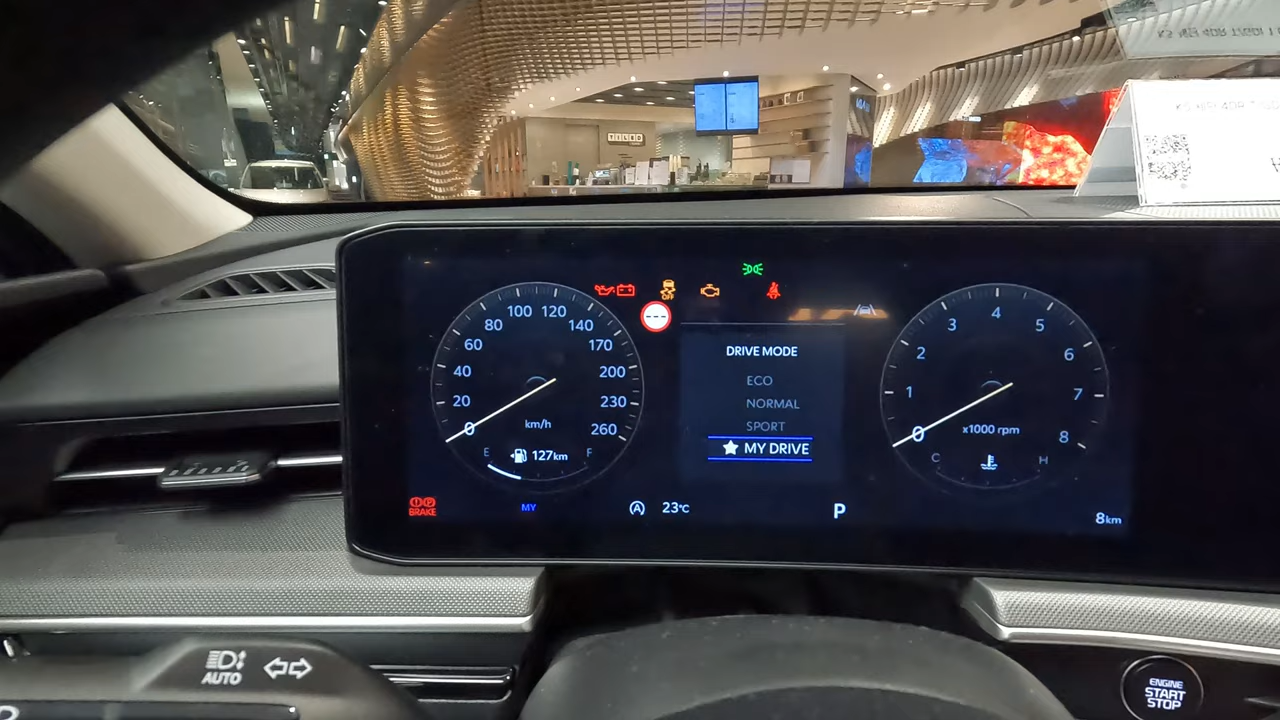 TILED
OFF
100 120
80 140
60 170
40 200
20 230
0 260
km/h
E 127km F
DRIVE MODE
ECO
NORMAL
SPORT
MY DRIVE
4
3 5
2 6
1 7
0 8
x1000 rpm
C H
BRAKE
MY
A 23°C
P
8km
AUTO
ENGINE
START
STOP